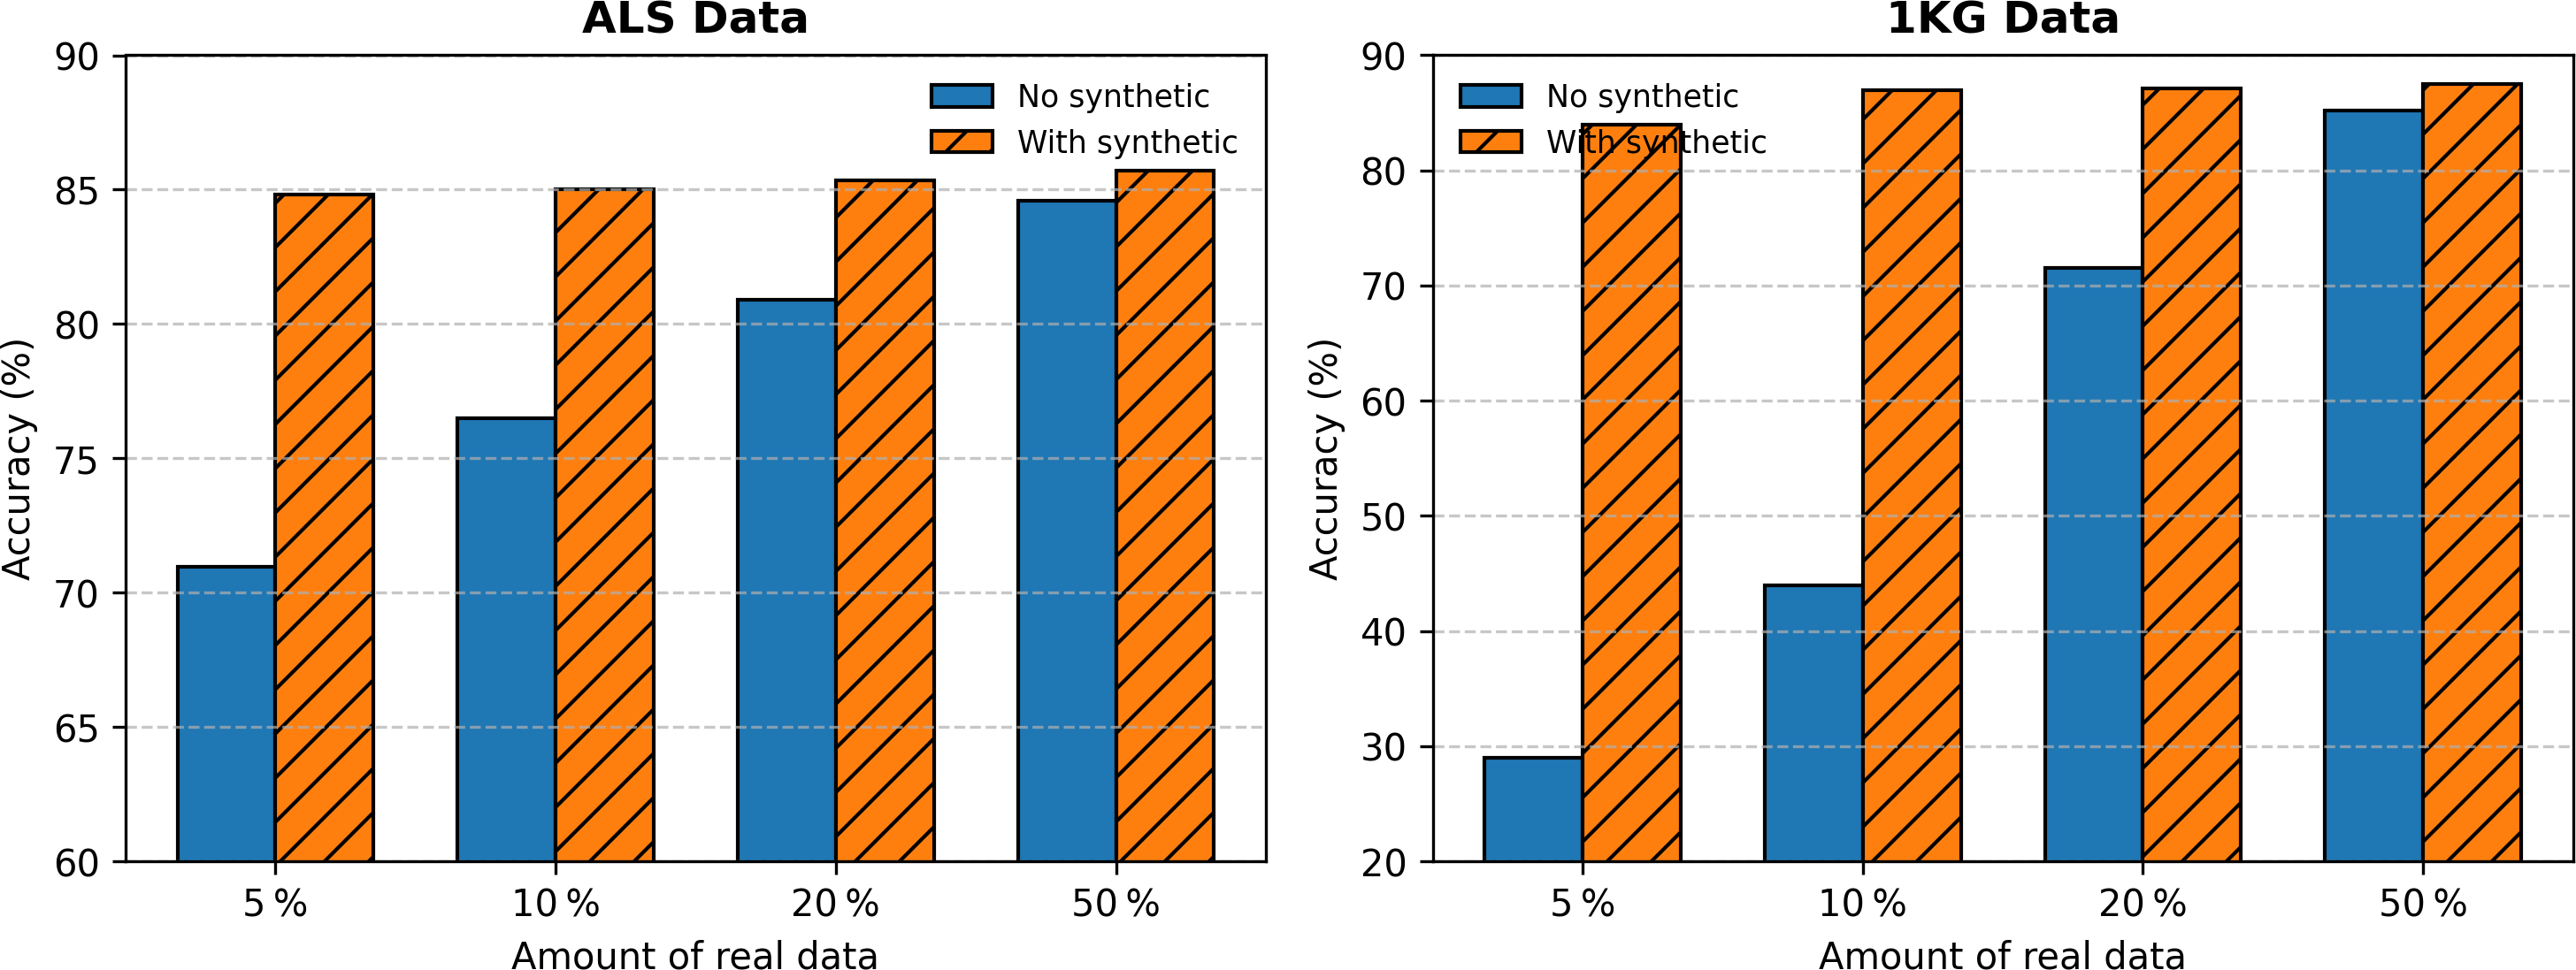 ALS Data
90
85
80
75
70
65
60
Accuracy (%)
No synthetic
With synthetic
5 %
10 %
20 %
50 %
Amount of real data
1KG Data
90
80
70
60
50
40
30
20
Accuracy (%)
No synthetic
With synthetic
5 %
10 %
20 %
50 %
Amount of real data